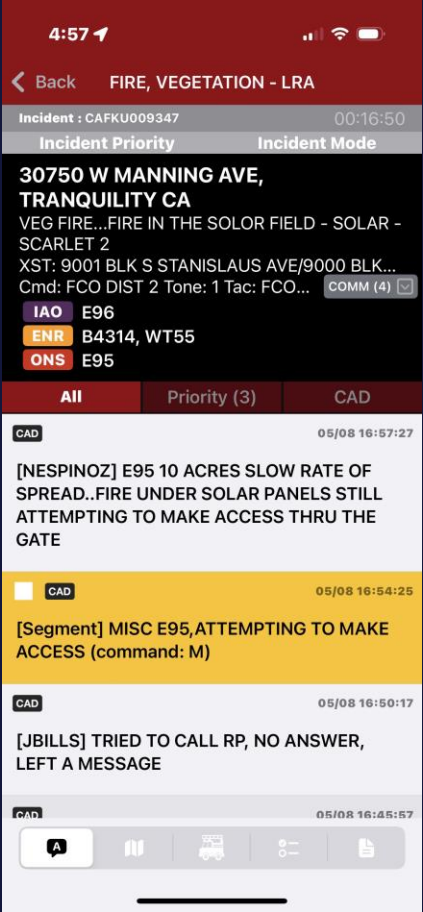 4:57
Back FIRE, VEGETATION - LRA
Incident : CAFKU009347 00:16:50
Incident Priority Incident Mode
30750 W MANNING AVE,
TRANQUILITY CA
VEG FIRE...FIRE IN THE SOLOR FIELD - SOLAR -
SCARLET 2
XST: 9001 BLK S STANISLAUS AVE/9000 BLK...
Cmd: FCO DIST 2 Tone: 1 Tac: FCO... COMM (4)
IAO E96
ENR B4314, WT55
ONS E95
All Priority (3) CAD
CAD 05/08 16:57:27
[NESPINOZ] E95 10 ACRES SLOW RATE OF
SPREAD..FIRE UNDER SOLAR PANELS STILL
ATTEMPTING TO MAKE ACCESS THRU THE
GATE
CAD 05/08 16:54:25
[Segment] MISC E95,ATTEMPTING TO MAKE
ACCESS (command: M)
CAD 05/08 16:50:17
[JBILLS] TRIED TO CALL RP, NO ANSWER,
LEFT A MESSAGE
CAD 05/08 16:45:57
A